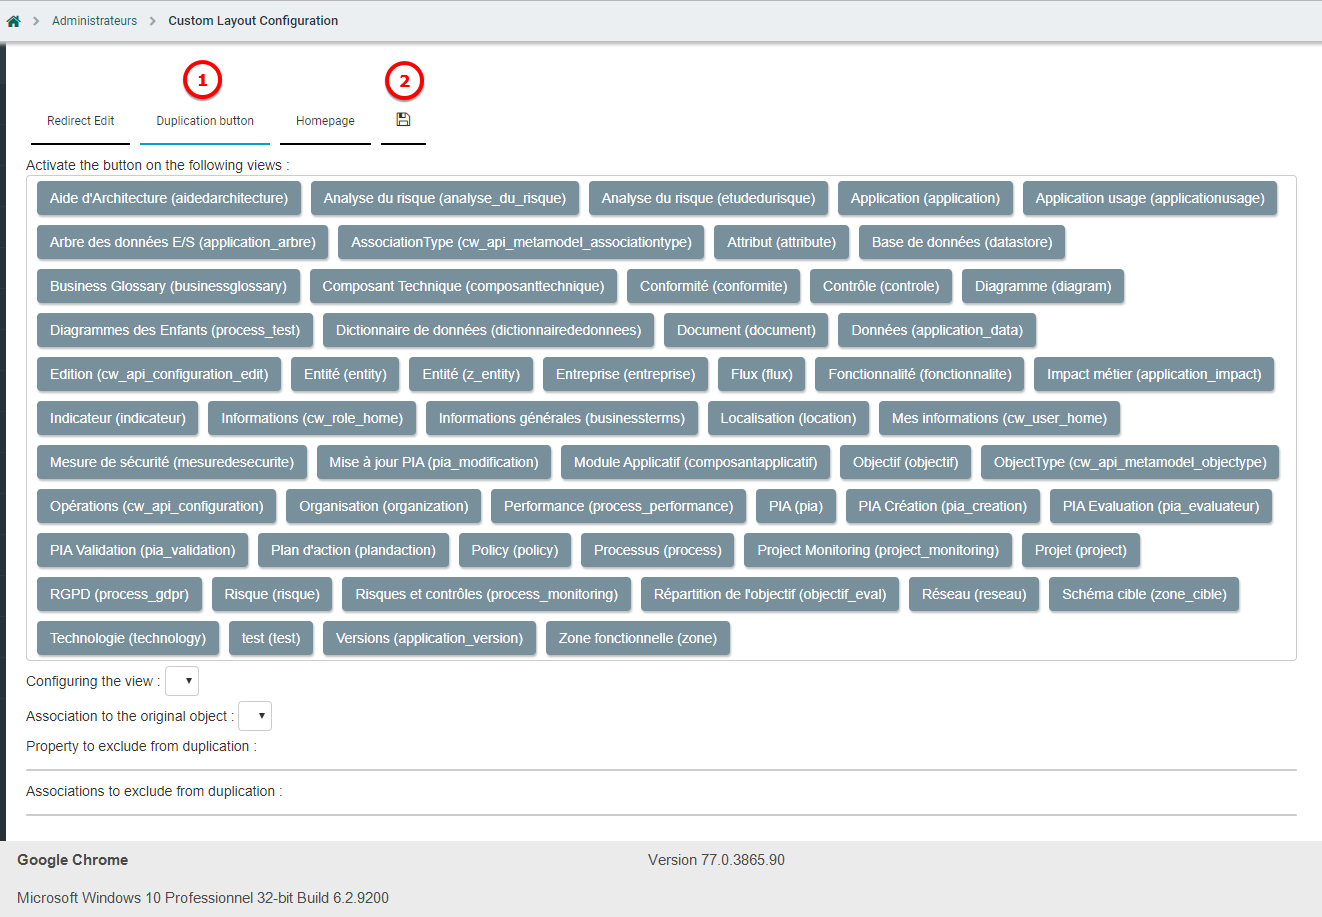 Administrateurs Custom Layout Configuration
1 2
Redirect Edit Duplication button Homepage
Activate the button on the following views :
Aide d'Architecture (aidedarchitecture) Analyse du risque (analyse_du_risque) Analyse du risque (etudedurisque) Application (application) Application usage (applicationusage)
Arbre des données E/S (application_arbre) AssociationType (cw_api_metamodel_associationtype) Attribut (attribute) Base de données (datastore)
Business Glossary (businessglossary) Composant Technique (composanttechnique) Conformité (conformite) Contrôle (controle) Diagramme (diagram)
Diagrammes des Enfants (process_test) Dictionnaire de données (dictionnairededonnees) Document (document) Données (application_data)
Edition (cw_api_configuration_edit) Entité (entity) Entité (z_entity) Entreprise (entreprise) Flux (flux) Fonctionnalité (fonctionnalite) Impact métier (application_impact)
Indicateur (indicateur) Informations (cw_role_home) Informations générales (businessterms) Localisation (location) Mes informations (cw_user_home)
Mesure de sécurité (mesuredesecurite) Mise à jour PIA (pia_modification) Module Applicatif (composantapplicatif) Objectif (objectif) ObjectType (cw_api_metamodel_objectype)
Opérations (cw_api_configuration) Organisation (organization) Performance (process_performance) PIA (pia) PIA Création (pia_creation) PIA Evaluation (pia_evaluateur)
PIA Validation (pia_validation) Plan d'action (plandaction) Policy (policy) Processus (process) Project Monitoring (project_monitoring) Projet (project)
RGPD (process_gdpr) Risque (risque) Risques et contrôles (process_monitoring) Répartition de l'objectif (objectif_eval) Réseau (reseau) Schéma cible (zone_cible)
Technologie (technology) test (test) Versions (application_version) Zone fonctionnelle (zone)
Configuring the view :
Association to the original object :
Property to exclude from duplication :
Associations to exclude from duplication :
Google Chrome Version 77.0.3865.90
Microsoft Windows 10 Professionnel 32-bit Build 6.2.9200